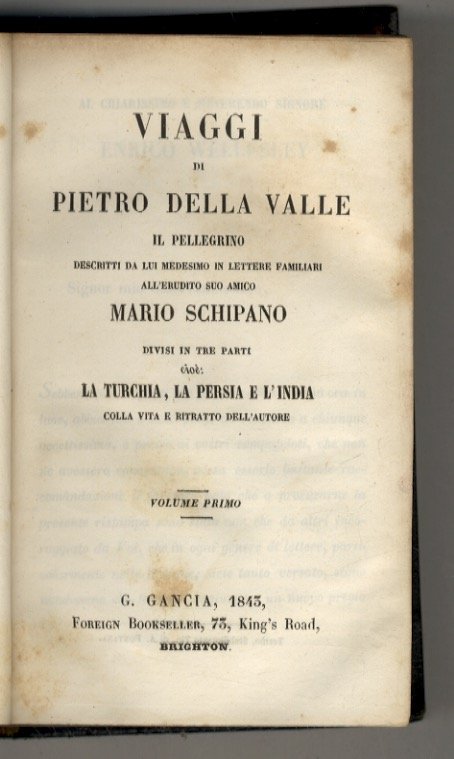 VIAGGI
DI
PIETRO DELLA VALLE
IL PELLEGRINO
DESCRITTI DA LUI MEDESIMO IN LETTERE FAMILIARI
ALL'ERUDITO SUO AMICO
MARIO SCHIPANO
DIVISI IN TRE PARTI
cioè:
LA TURCHIA, LA PERSIA E L'INDIA
COLLA VITA E RITRATTO DELL'AUTORE
VOLUME PRIMO
G. GANCIA, 1843,
FOREIGN BOOKSELLER, 73, King's Road,
BRIGHTON.